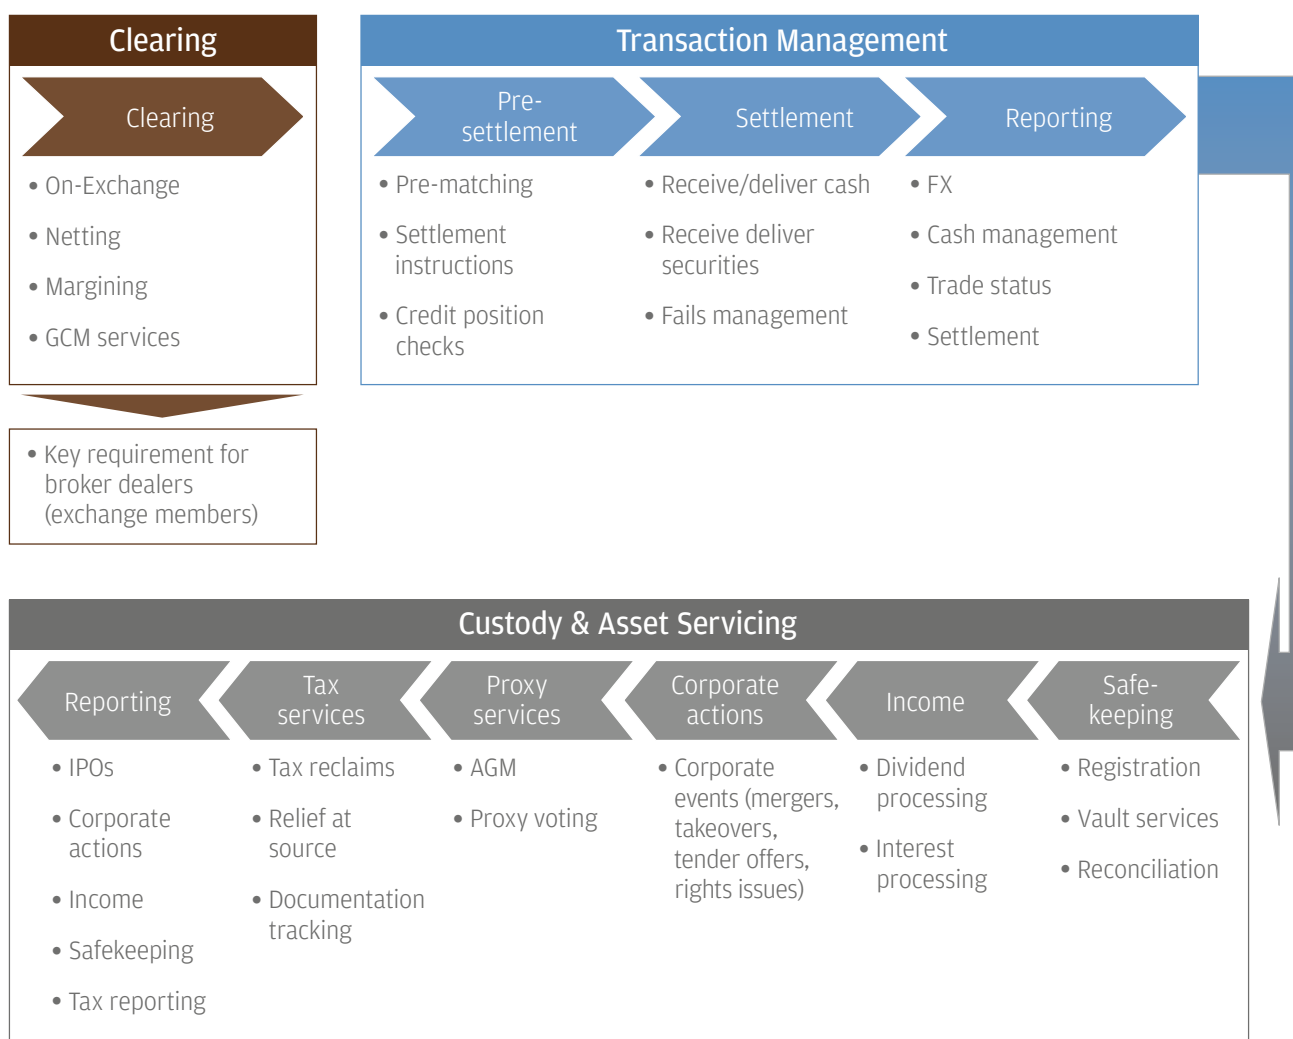 Clearing
Clearing
• On-Exchange
• Netting
• Margining
• GCM services
• Key requirement for
broker dealers
(exchange members)
Transaction Management
Pre-
settlement
• Pre-matching
• Settlement
instructions
• Credit position
checks
Settlement
• Receive/deliver cash
• Receive deliver
securities
• Fails management
Reporting
• FX
• Cash management
• Trade status
• Settlement
Custody & Asset Servicing
Reporting
• IPOs
• Corporate
actions
• Income
• Safekeeping
• Tax reporting
Tax
services
• Tax reclaims
• Relief at
source
• Documentation
tracking
Proxy
services
• AGM
• Proxy voting
Corporate
actions
• Corporate
events (mergers,
takeovers,
tender offers,
rights issues)
Income
• Dividend
processing
• Interest
processing
Safe-
keeping
• Registration
• Vault services
• Reconciliation